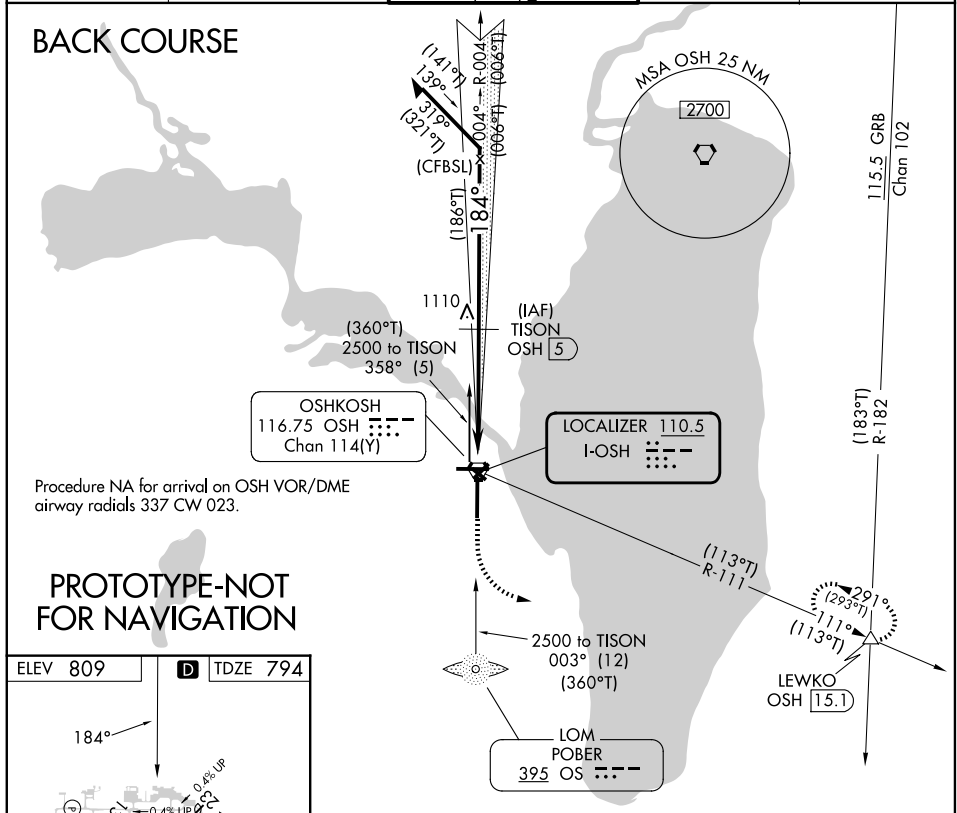 BACK COURSE
(141°T)
139°
319°
(321°T)
(CFBSL)
R-004
(006°T)
004°
(006°T)
184°
(186°T)
MSA OSH 25 NM
2700
115.5 GRB
Chan 102
1110
(IAF)
TISON
OSH 5
(360°T)
2500 to TISON
358° (5)
OSHKOSH
116.75 OSH
Chan 114(Y)
LOCALIZER 110.5
I-OSH
(183°T)
R-182
Procedure NA for arrival on OSH VOR/DME
airway radials 337 CW 023.
(113°T)
R-111
PROTOTYPE-NOT
FOR NAVIGATION
291°
(293°T)
111°
(113°T)
2500 to TISON
003° (12)
(360°T)
LEWKO
OSH 15.1
LOM
POBER
395 OS
ELEV 809
D
TDZE 794
184°
0.4% UP
P
0.4% UP